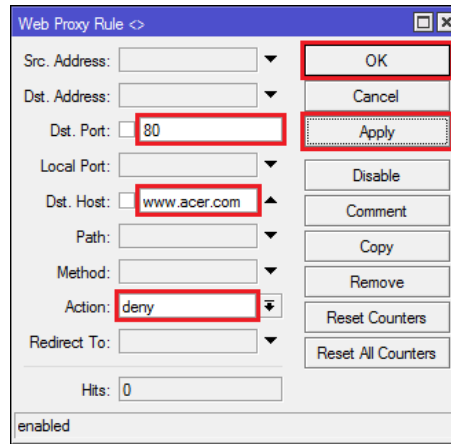 Web Proxy Rule <>
Src. Address:
OK
Dst. Address:
Cancel
Dst. Port: 80
Apply
Local Port:
Disable
Dst. Host: www.acer.com
Comment
Path:
Copy
Method:
Remove
Action: deny
Reset Counters
Redirect To:
Reset All Counters
Hits: 0
enabled